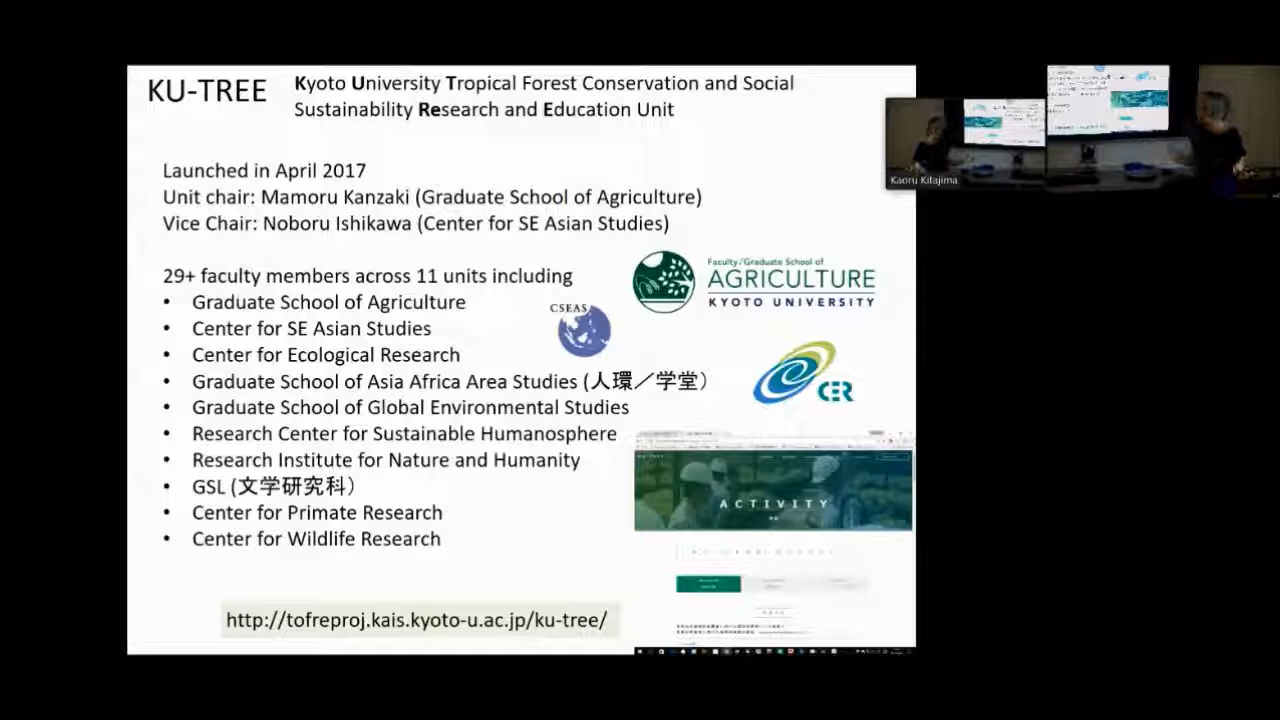 KU-TREE
Kyoto University Tropical Forest Conservation and Social
Sustainability Research and Education Unit
Launched in April 2017
Unit chair: Mamoru Kanzaki (Graduate School of Agriculture)
Vice Chair: Noboru Ishikawa (Center for SE Asian Studies)
29+ faculty members across 11 units including
• Graduate School of Agriculture
• Center for SE Asian Studies
• Center for Ecological Research
• Graduate School of Asia Africa Area Studies (人環／学堂）
• Graduate School of Global Environmental Studies
• Research Center for Sustainable Humanosphere
• Research Institute for Nature and Humanity
• GSL (文学研究科）
• Center for Primate Research
• Center for Wildlife Research
http://tofreproj.kais.kyoto-u.ac.jp/ku-tree/
CSEAS
Faculty/Graduate School of
AGRICULTURE
KYOTO UNIVERSITY
CER
ACTIVITY
Kaoru Kitajima